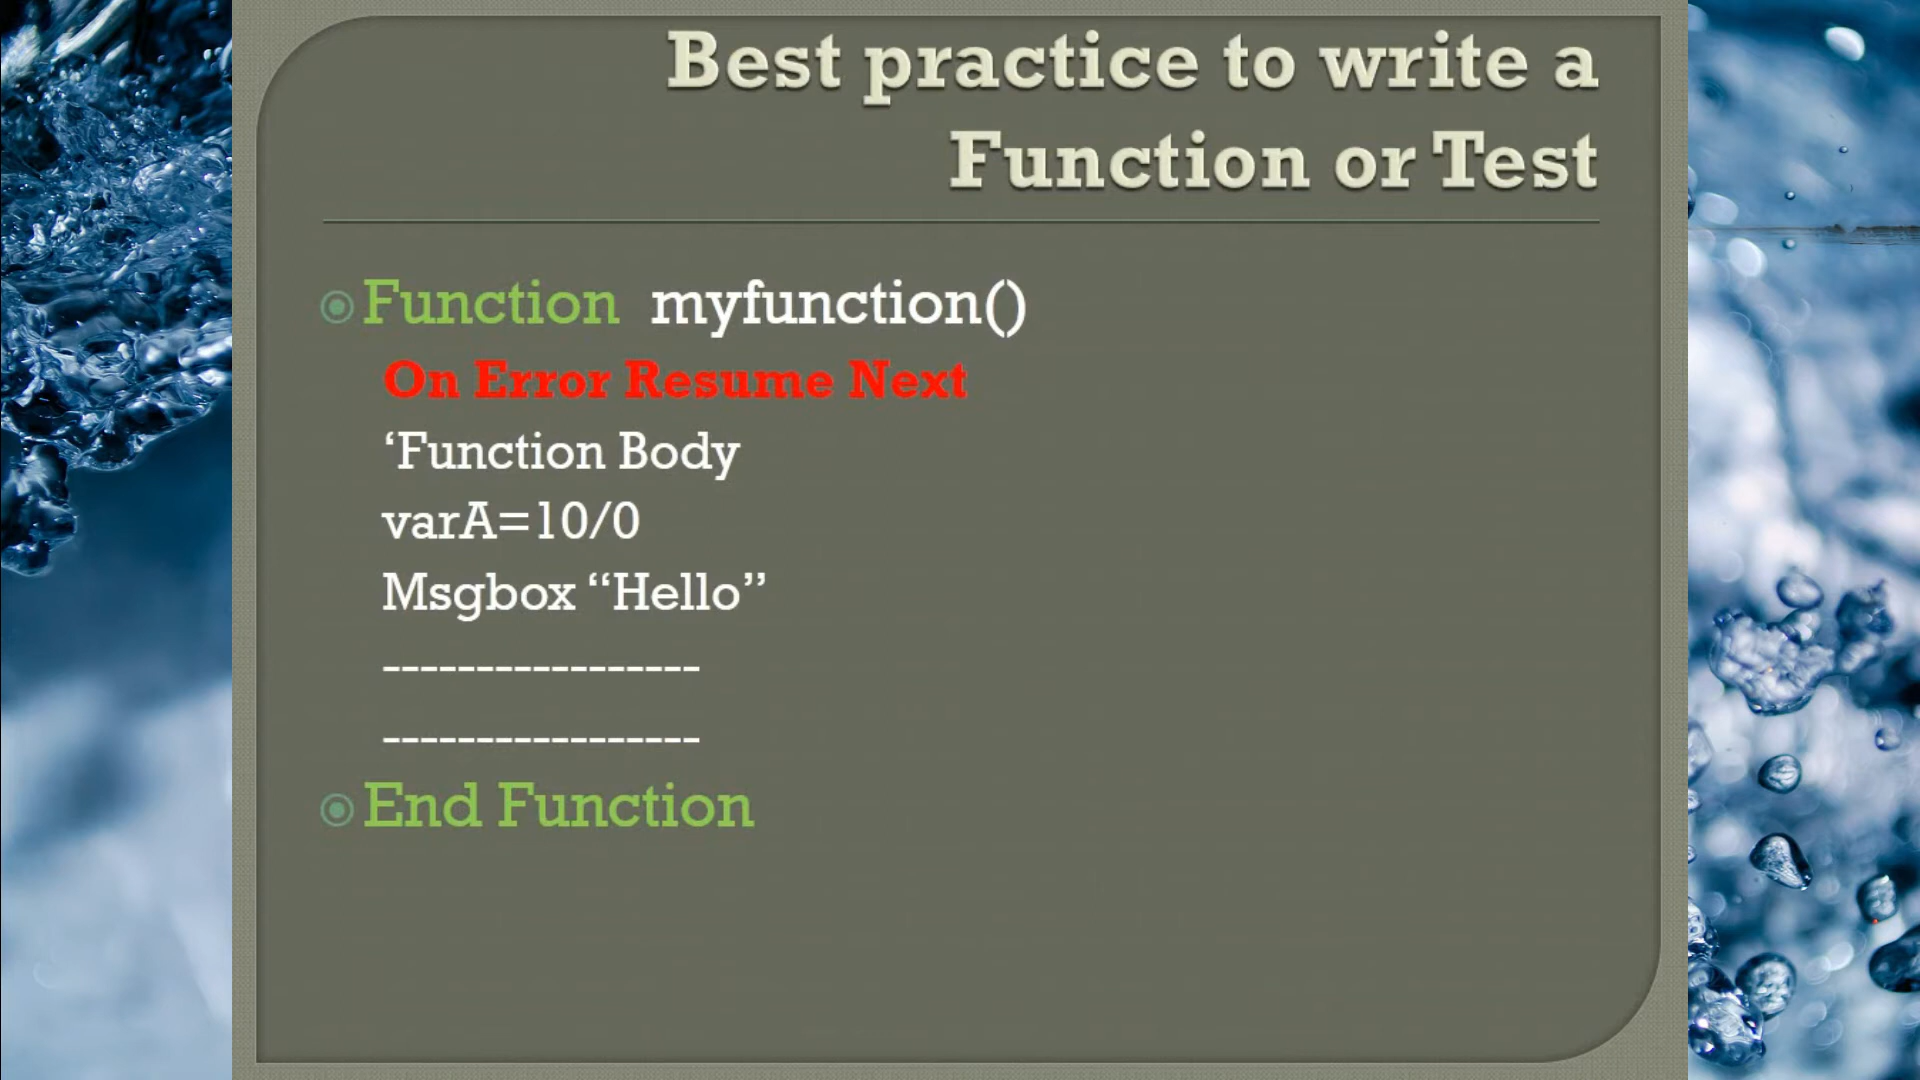 Best practice to write a
Function or Test
Function myfunction()
On Error Resume Next
‘Function Body
varA=10/0
Msgbox “Hello”
-----------------
-----------------
End Function